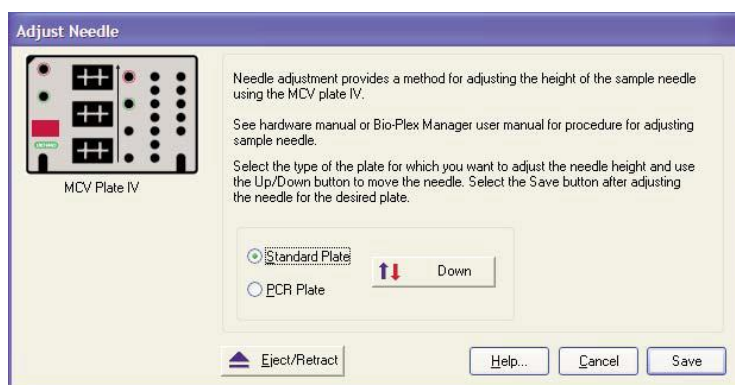 Adjust Needle
Needle adjustment provides a method for adjusting the height of the sample needle
using the MCV plate IV.
See hardware manual or Bio-Plex Manager user manual for procedure for adjusting
sample needle.
Select the type of the plate for which you want to adjust the needle height and use
the Up/Down button to move the needle. Select the Save button after adjusting
the needle for the desired plate.
MCV Plate IV
Standard Plate
PCR Plate
Down
Eject/Retract
Help...
Cancel
Save